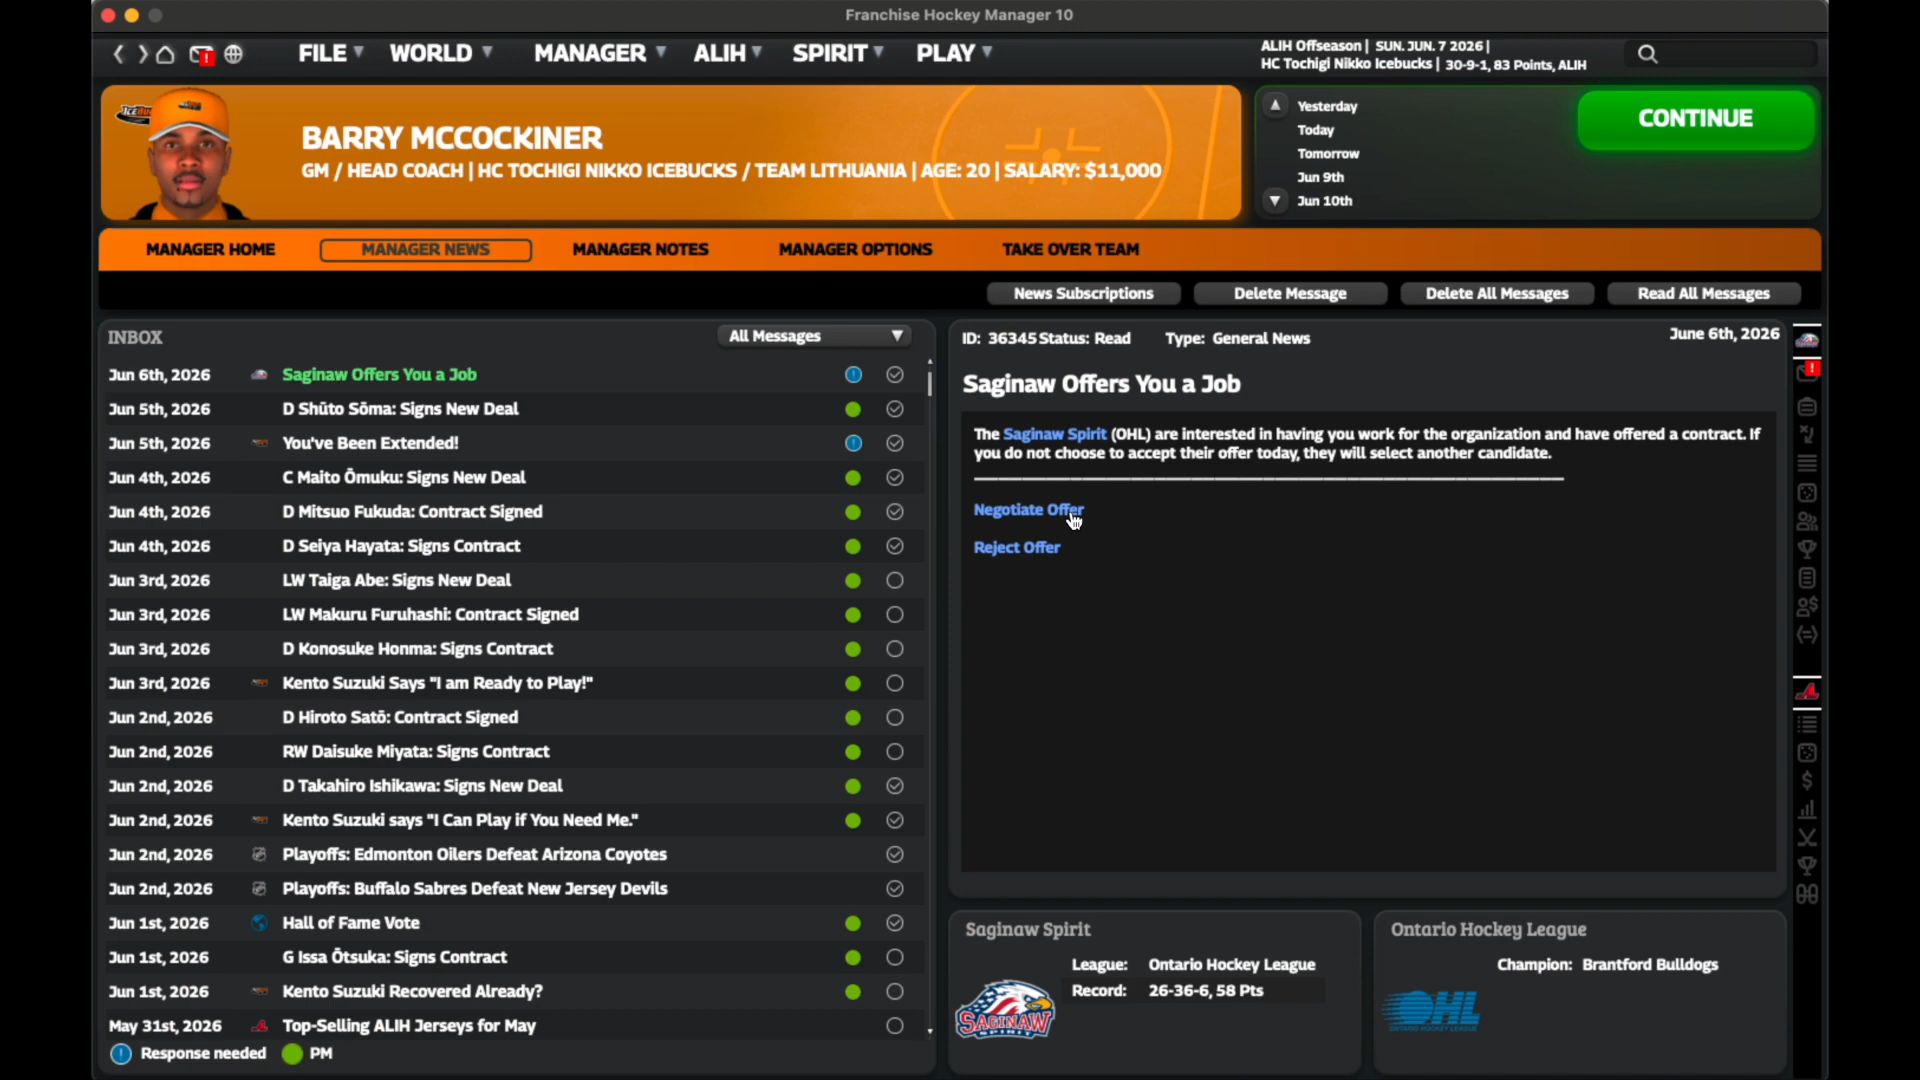 Franchise Hockey Manager 10
FILE
WORLD
MANAGER
ALIH
SPIRIT
PLAY
ALIH Offseason | SUN. JUN. 7 2026 |
HC Tochigi Nikko Icebucks | 30-9-1, 83 Points, ALIH
BARRY MCCOCKINER
GM / HEAD COACH | HC TOCHIGI NIKKO ICEBUCKS / TEAM LITHUANIA | AGE: 20 | SALARY: $11,000
Yesterday
Today
Tomorrow
Jun 9th
Jun 10th
CONTINUE
MANAGER HOME
MANAGER NEWS
MANAGER NOTES
MANAGER OPTIONS
TAKE OVER TEAM
News Subscriptions
Delete Message
Delete All Messages
Read All Messages
INBOX
All Messages
Jun 6th, 2026 Saginaw Offers You a Job
Jun 5th, 2026 D Shūto Sōma: Signs New Deal
Jun 5th, 2026 You've Been Extended!
Jun 4th, 2026 C Maito Ōmuku: Signs New Deal
Jun 4th, 2026 D Mitsuo Fukuda: Contract Signed
Jun 4th, 2026 D Seiya Hayata: Signs Contract
Jun 3rd, 2026 LW Taiga Abe: Signs New Deal
Jun 3rd, 2026 LW Makuru Furuhashi: Contract Signed
Jun 3rd, 2026 D Konosuke Honma: Signs Contract
Jun 3rd, 2026 Kento Suzuki Says "I am Ready to Play!"
Jun 2nd, 2026 D Hiroto Satō: Contract Signed
Jun 2nd, 2026 RW Daisuke Miyata: Signs Contract
Jun 2nd, 2026 D Takahiro Ishikawa: Signs New Deal
Jun 2nd, 2026 Kento Suzuki says "I Can Play if You Need Me."
Jun 2nd, 2026 Playoffs: Edmonton Oilers Defeat Arizona Coyotes
Jun 2nd, 2026 Playoffs: Buffalo Sabres Defeat New Jersey Devils
Jun 1st, 2026 Hall of Fame Vote
Jun 1st, 2026 G Issa Ōtsuka: Signs Contract
Jun 1st, 2026 Kento Suzuki Recovered Already?
May 31st, 2026 Top-Selling ALIH Jerseys for May
Response needed
PM
ID: 36345 Status: Read Type: General News
June 6th, 2026
Saginaw Offers You a Job
The Saginaw Spirit (OHL) are interested in having you work for the organization and have offered a contract. If
you do not choose to accept their offer today, they will select another candidate.
Negotiate Offer
Reject Offer
Saginaw Spirit
League: Ontario Hockey League
Record: 26-36-6, 58 Pts
SAGINAW
SPIRIT
Ontario Hockey League
Champion: Brantford Bulldogs
OHL
ONTARIO HOCKEY LEAGUE